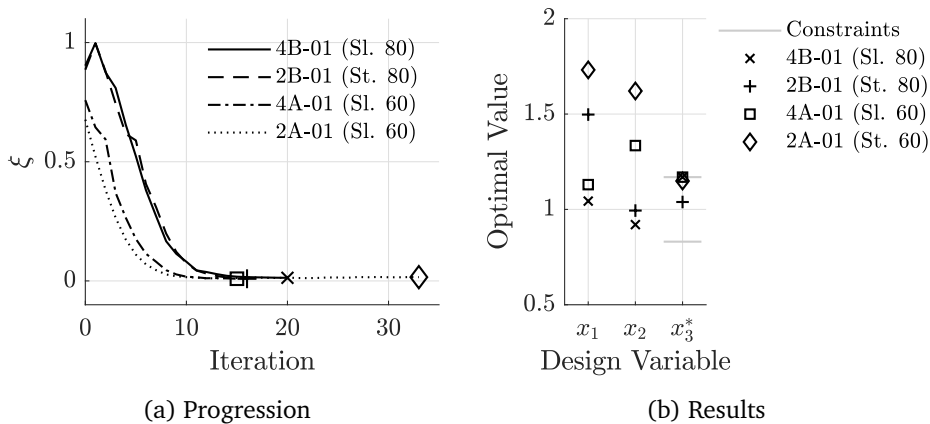 1
0.5
0
ξ
0 10 20 30
Iteration
4B-01 (Sl. 80)
2B-01 (St. 80)
4A-01 (Sl. 60)
2A-01 (Sl. 60)
(a) Progression
2
1.5
1
0.5
Optimal Value
x₁ x₂ x₃*
Design Variable
Constraints
4B-01 (Sl. 80)
2B-01 (St. 80)
4A-01 (Sl. 60)
2A-01 (St. 60)
(b) Results